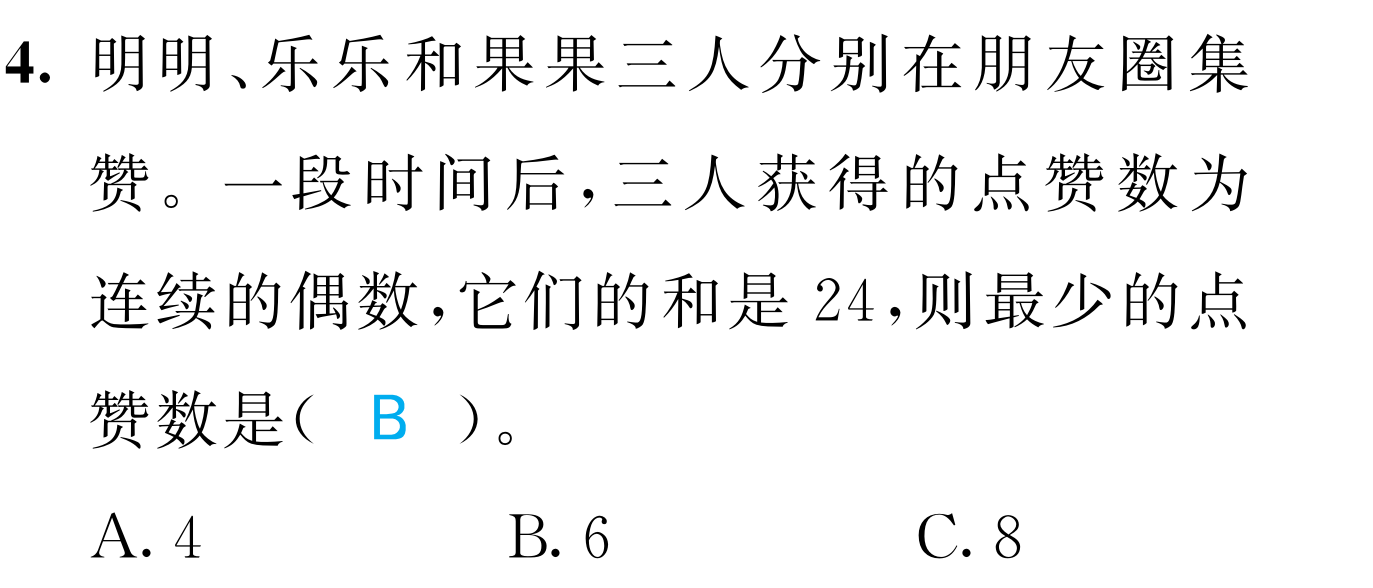 4. 明明、乐乐和果果三人分别在朋友圈集
赞。一段时间后,三人获得的点赞数为
连续的偶数,它们的和是 24,则最少的点
赞数是( B )。
A. 4 B. 6 C. 8